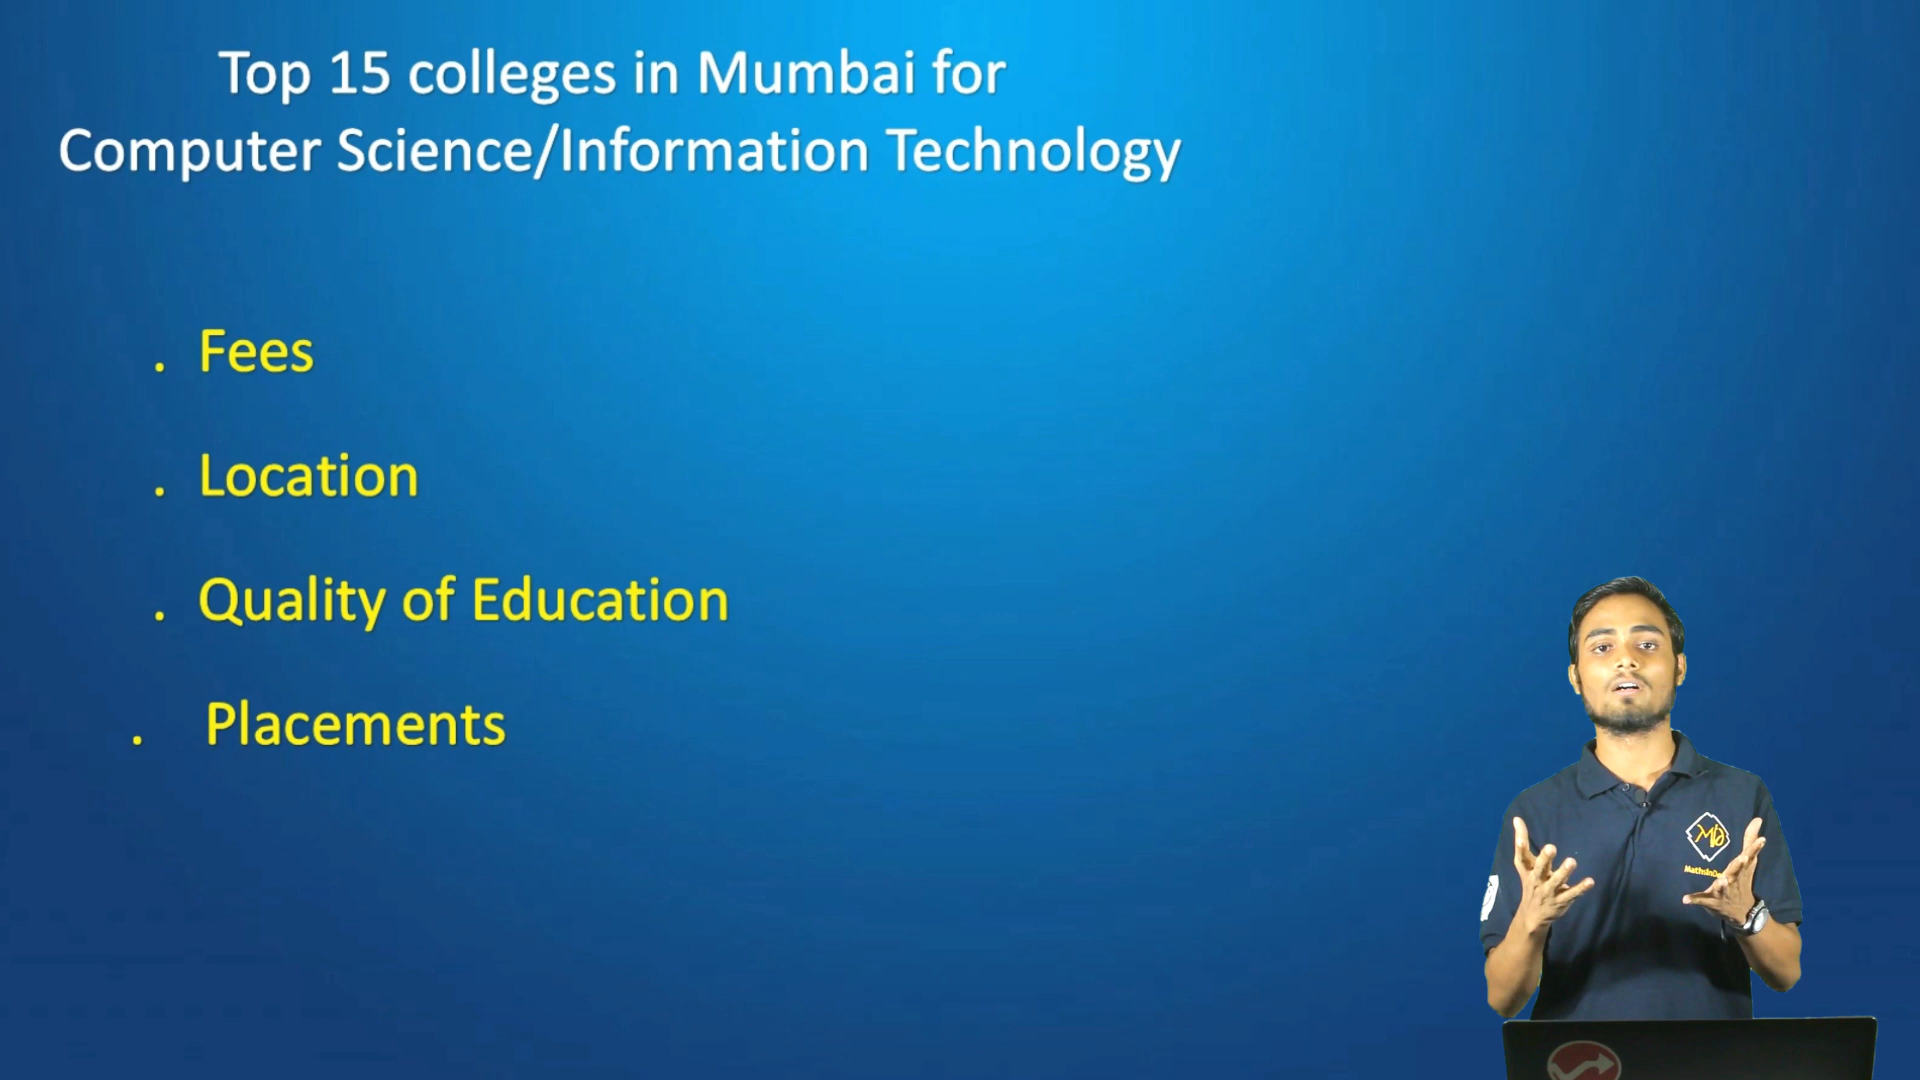 Top 15 colleges in Mumbai for
Computer Science/Information Technology
. Fees
. Location
. Quality of Education
. Placements